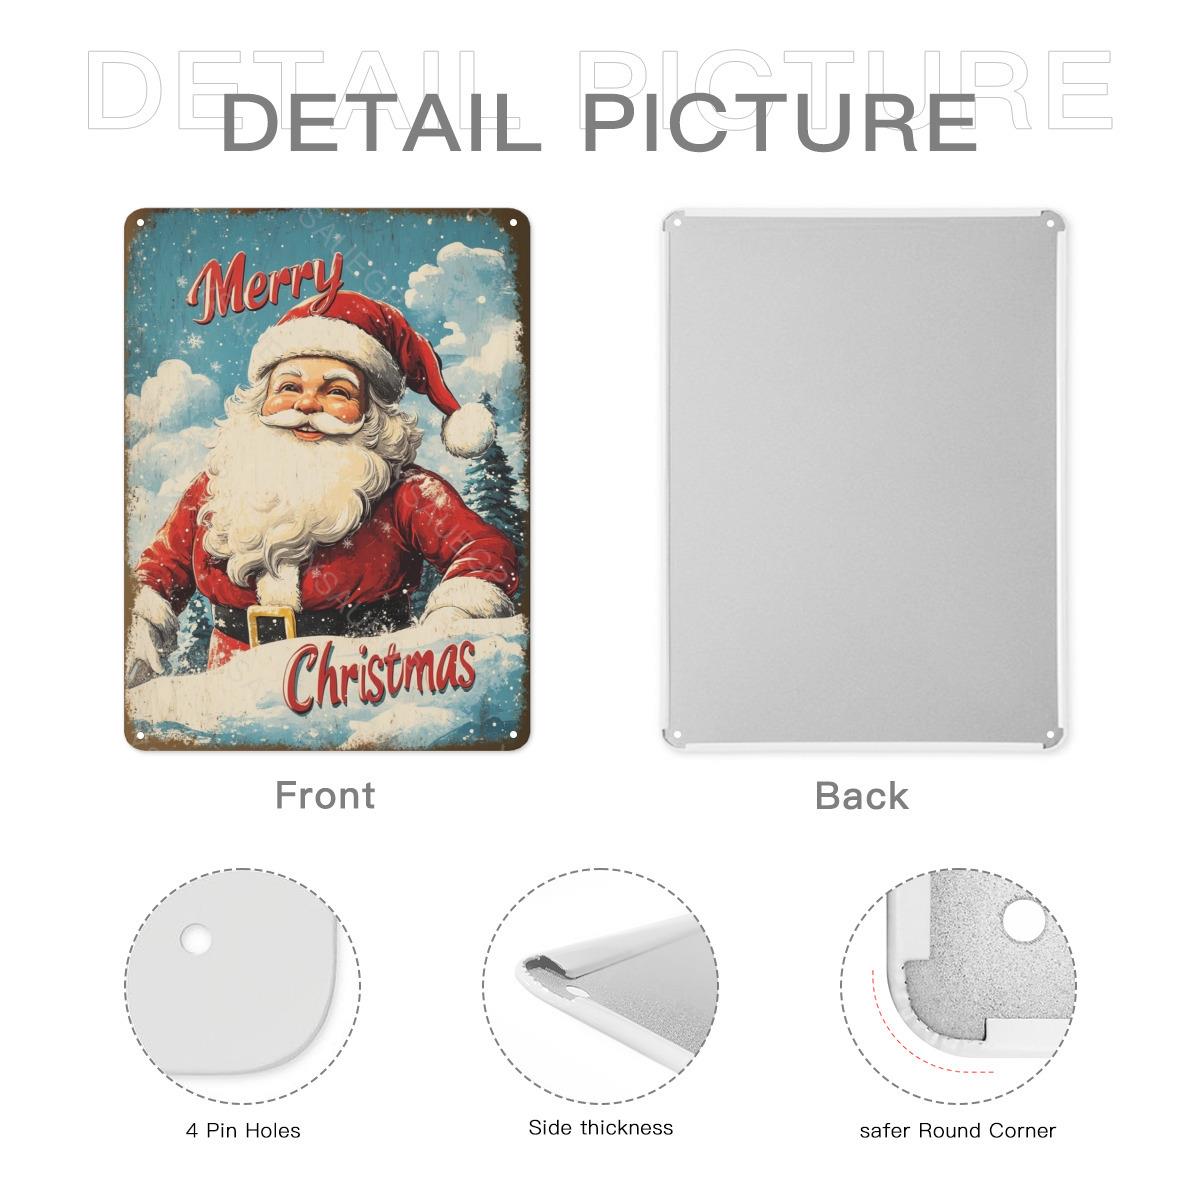 DETAIL PICTURE
DETAIL PICTURE
Merry
Christmas
Front
Back
4 Pin Holes
Side thickness
safer Round Corner